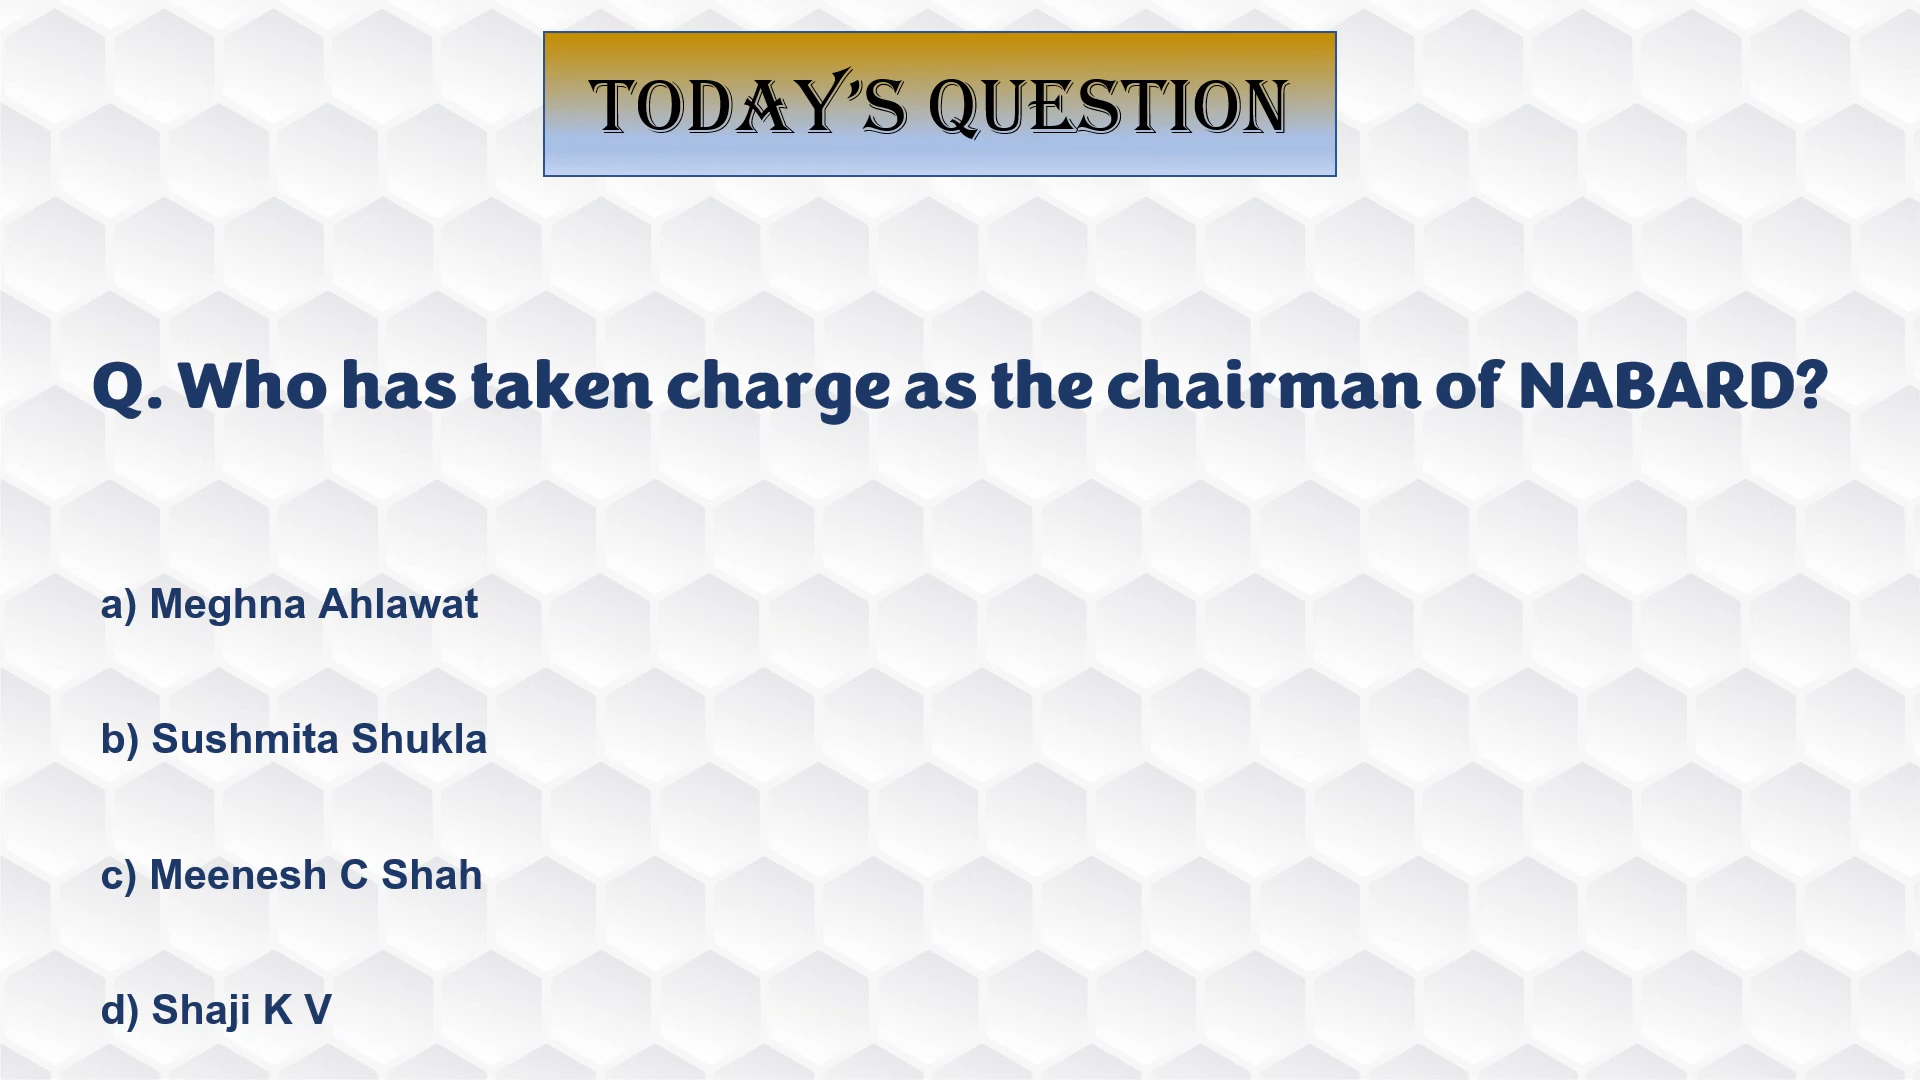 TODAY'S QUESTION
Q. Who has taken charge as the chairman of NABARD?
a) Meghna Ahlawat
b) Sushmita Shukla
c) Meenesh C Shah
d) Shaji K V